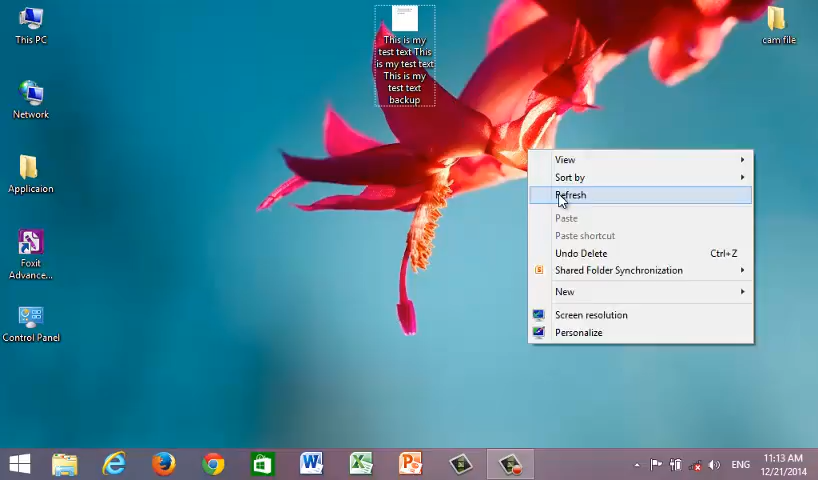 This PC
Network
Applicaion
Foxit
Advance...
Control Panel
This is my
test text This
is my test text
This is my
test text
backup
cam file
View
Sort by
Refresh
Paste
Paste shortcut
Undo Delete Ctrl+Z
Shared Folder Synchronization
New
Screen resolution
Personalize
ENG
11:13 AM
12/21/2014